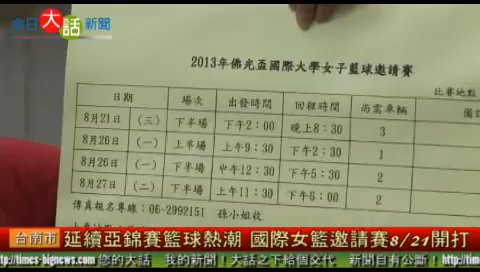 今日大話新聞
2013年佛光盃國際大學女子籃球邀請賽
比賽地點
日期 場次 出發時間 回程時間 尚需車輛 備
8月21日 (三) 下半場 下午2:00 晚上8:30 3
8月26日 (一) 上半場 上午9:30 下午2:30 1
8月26日 (一) 下半場 中午12:30 下午5:30 2
8月27日 (二) 下半場 上午11:30 下午6:00 2
傳真報名專線:06-2992151 孫小姐收
台南市 延續亞錦賽籃球熱潮 國際女籃邀請賽8/21開打
http://times-bignews.com 您的大話 我的新聞!大話之下給個交代 新聞自有公斷! http://times-